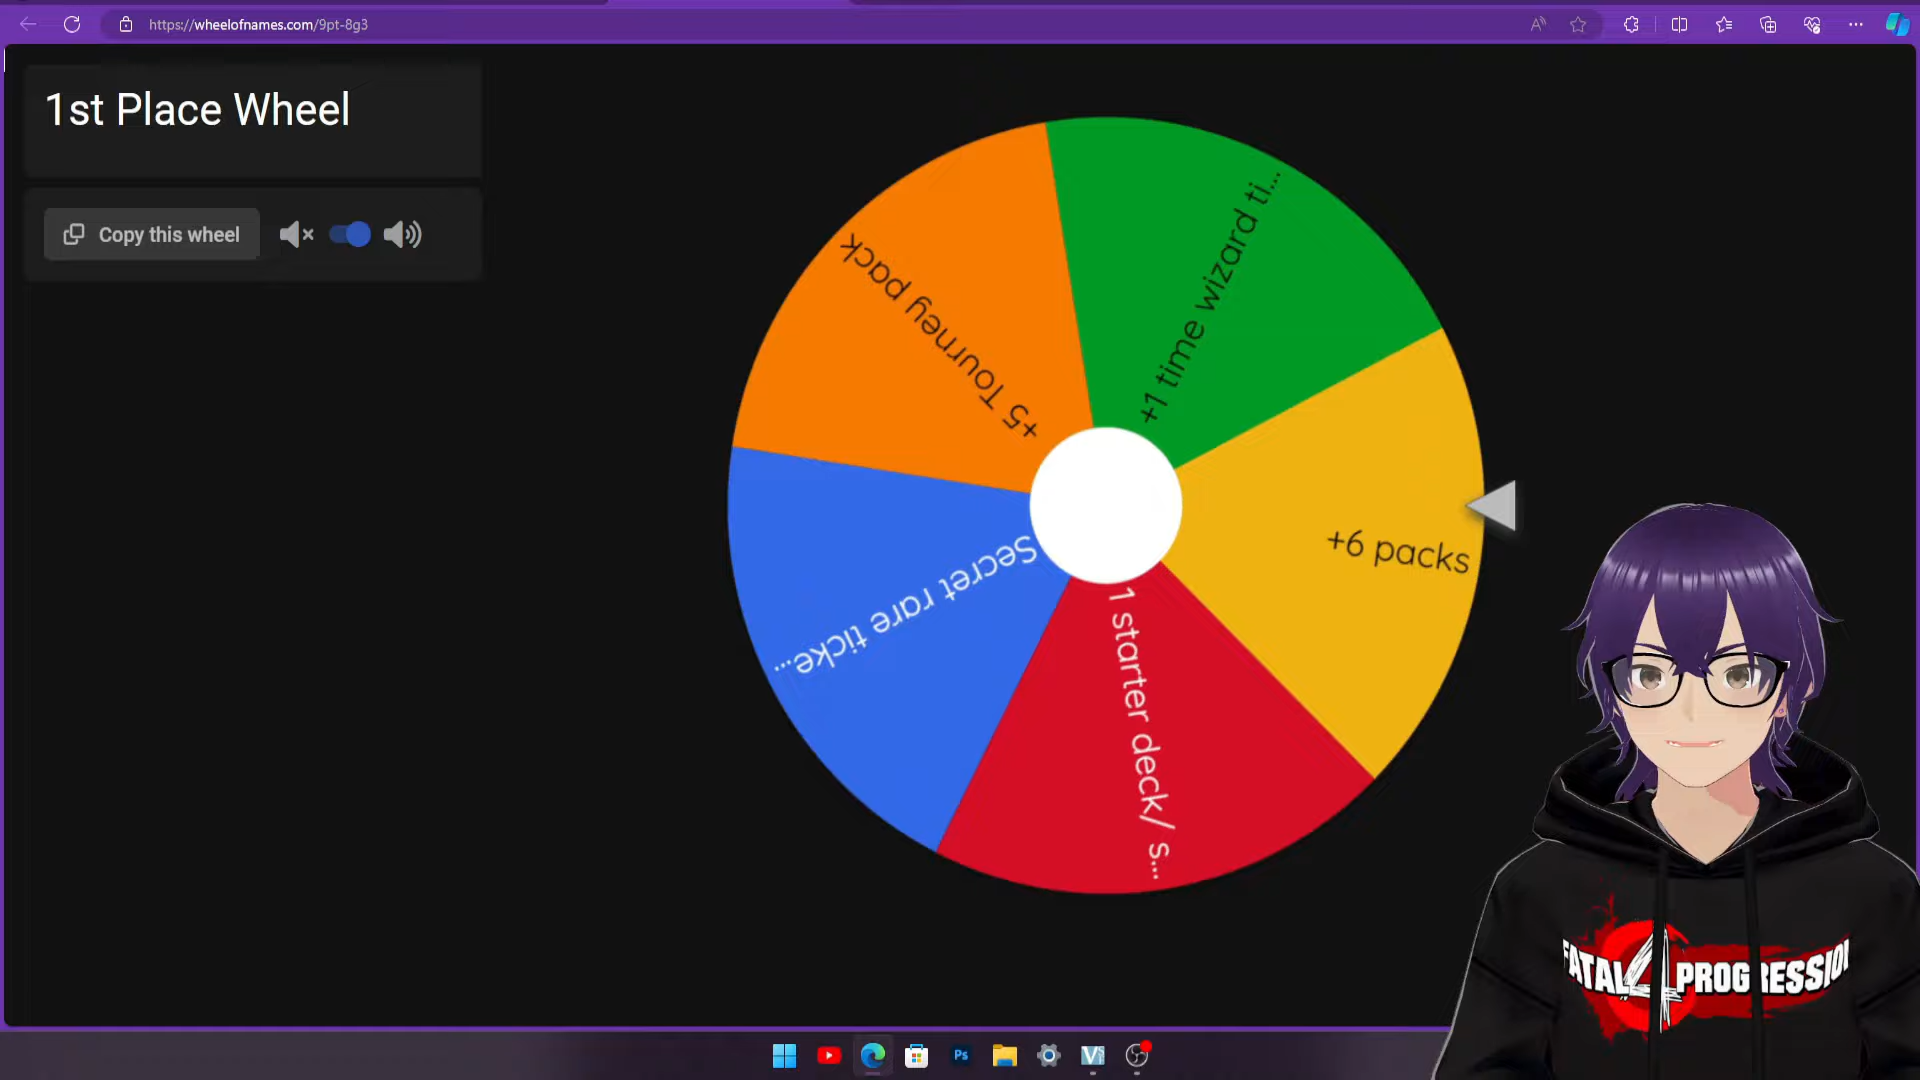 https://wheelofnames.com/9pt-8g3
1st Place Wheel
Copy this wheel
+1 time wizard ti...
+5 Tourney pack
+6 packs
Secret rare ticke...
1 starter deck/ s...
FATAL 4 PROGRESSION
Ps